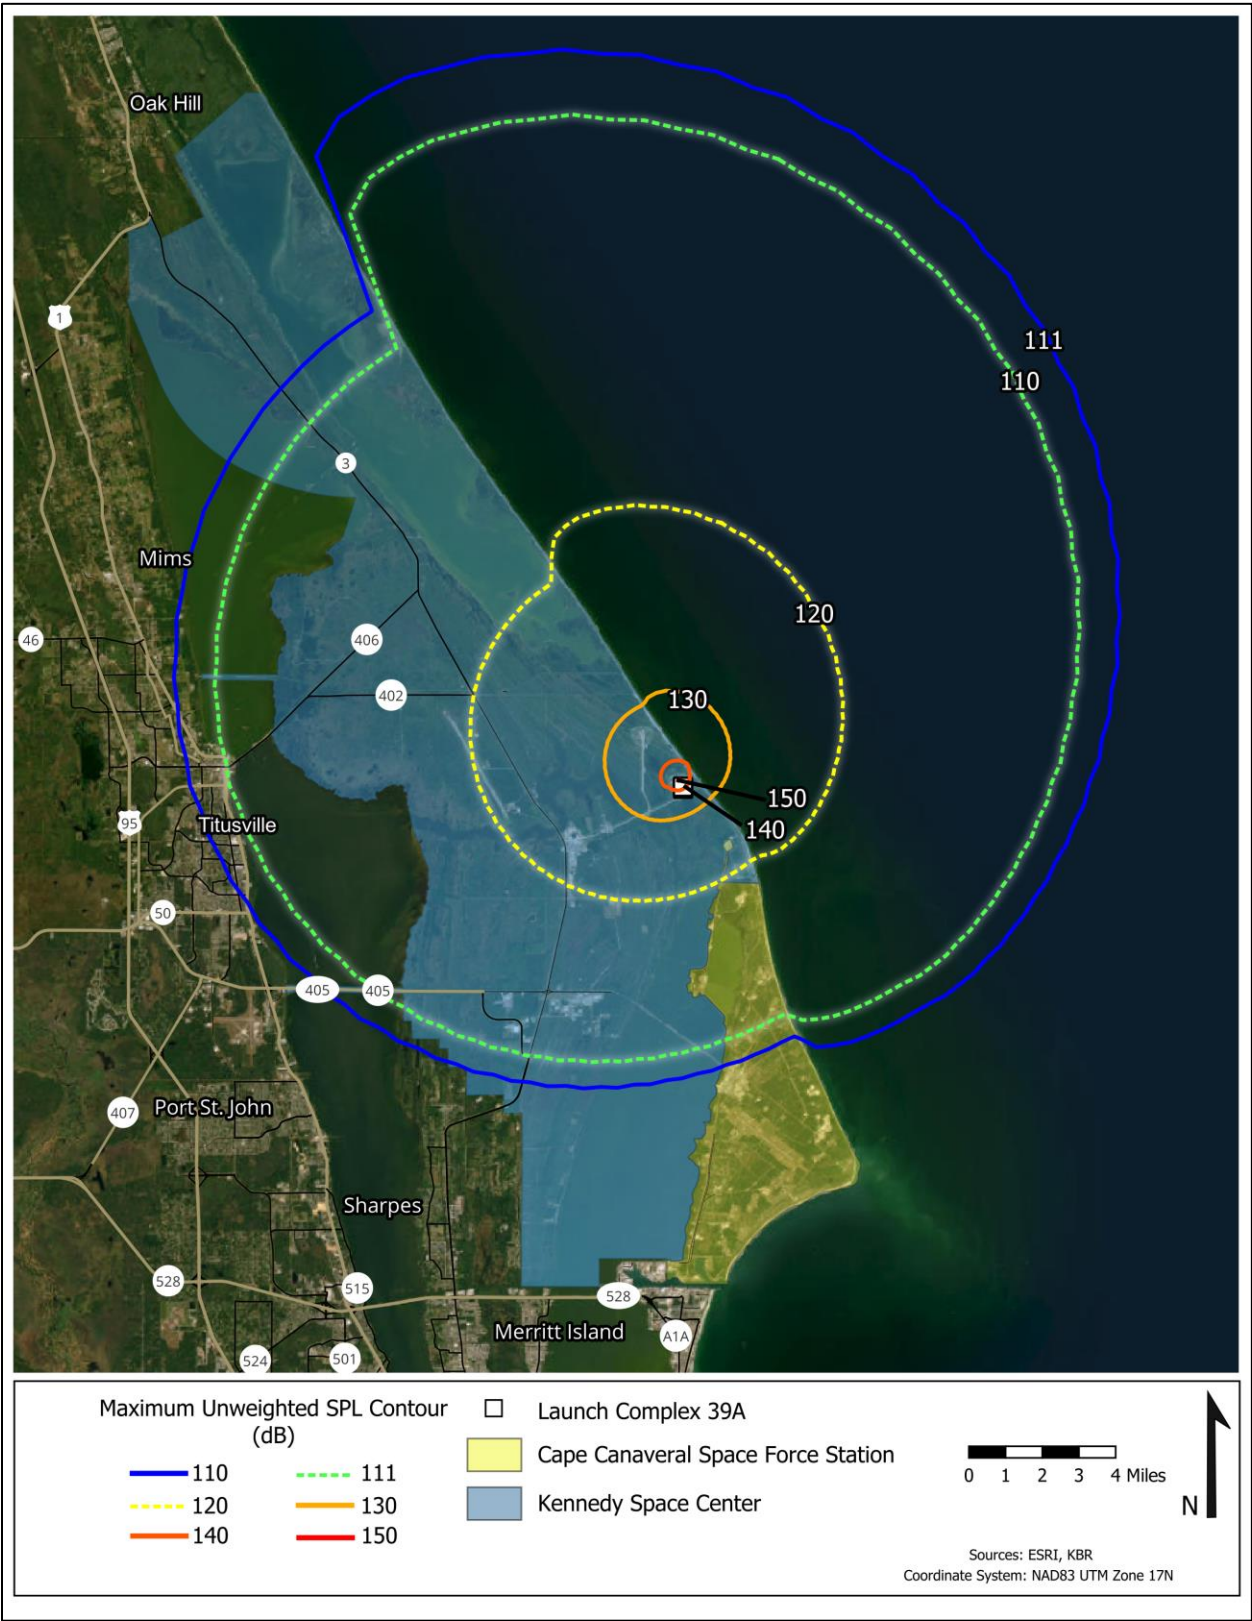 Oak Hill
1
111
110
3
Mims
120
46
406
402
130
150
95
Titusville
140
50
405
405
407
Port St. John
Sharpes
528
515
528
Merritt Island
A1A
524
501
Maximum Unweighted SPL Contour
(dB)
110
111
120
130
140
150
Launch Complex 39A
Cape Canaveral Space Force Station
Kennedy Space Center
0 1 2 3 4 Miles
N
Sources: ESRI, KBR
Coordinate System: NAD83 UTM Zone 17N